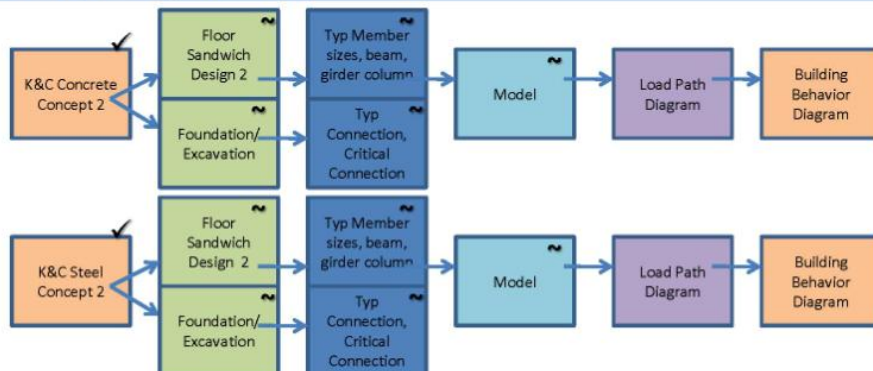 K&C Concrete
Concept 2
Floor
Sandwich
Design 2
Foundation/
Excavation
Typ Member
sizes, beam,
girder column
Typ
Connection,
Critical
Connection
Model
Load Path
Diagram
Building
Behavior
Diagram
K&C Steel
Concept 2
Floor
Sandwich
Design 2
Foundation/
Excavation
Typ Member
sizes, beam,
girder column
Typ
Connection,
Critical
Connection
Model
Load Path
Diagram
Building
Behavior
Diagram